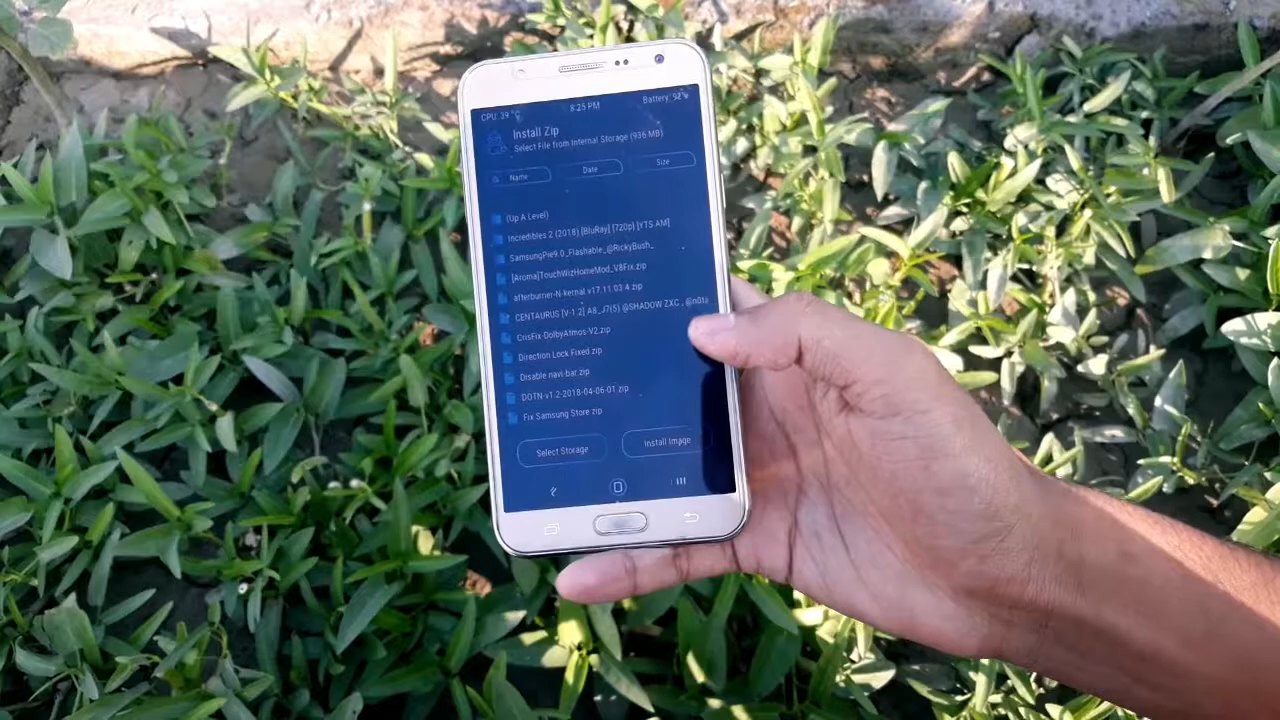 CPU: 39 °C 8:25 PM Battery: 92%
Install Zip
Select File from Internal Storage (936 MB)
Name Date Size
(Up A Level)
Incredibles 2 (2018) [BluRay] [720p] [YTS AM]
SamsungPie9.0_Flashable_@RickyBush_
[Aroma]TouchWizHomeMod_V8Fix.zip
afterburner-N-kernal v17.11.03.4.zip
CENTAURUS [V-1.2] A8_J7(5) @SHADOW ZXC , @n0ta
CrisFix-DolbyAtmos-V2.zip
Direction Lock Fixed.zip
Disable navi-bar.zip
DOTN-v1.2-2018-04-06-01.zip
Fix Samsung Store.zip
Select Storage Install Image